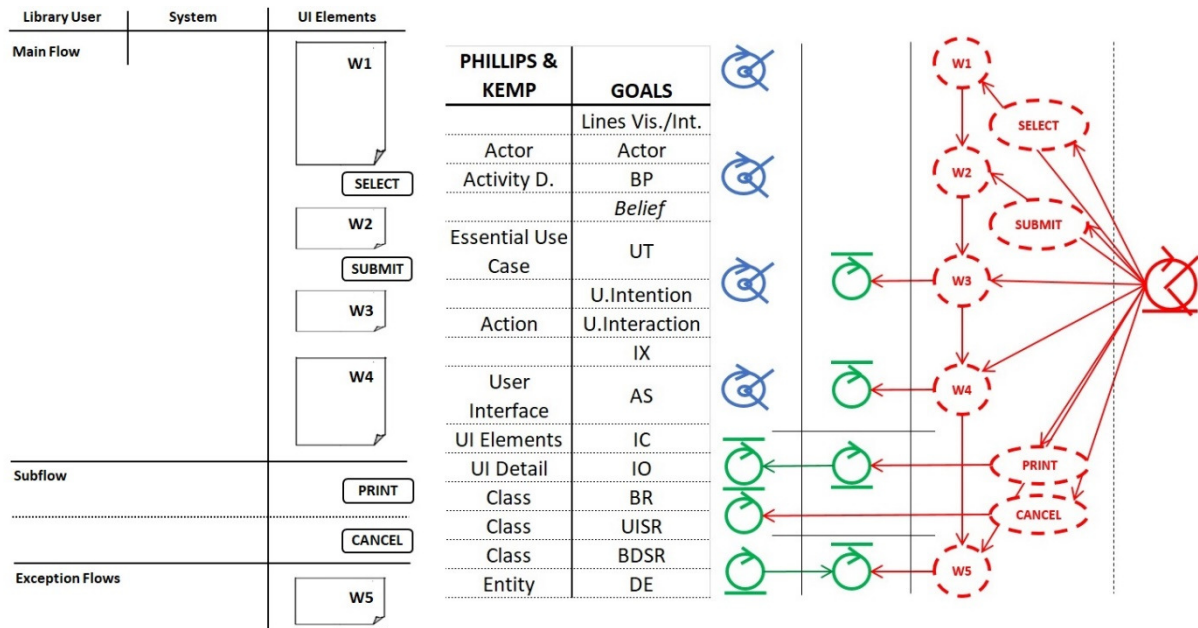 Library User System UI Elements
Main Flow
W1
SELECT
W2
SUBMIT
W3
W4
Subflow
PRINT
CANCEL
Exception Flows
W5
PHILLIPS & KEMP GOALS
Lines Vis./Int.
Actor Actor
Activity D. BP
Belief
Essential Use Case UT
U.Intention
Action U.Interaction
IX
User Interface AS
UI Elements IC
UI Detail IO
Class BR
Class UISR
Class BDSR
Entity DE
W1
SELECT
W2
SUBMIT
W3
W4
PRINT
CANCEL
W5